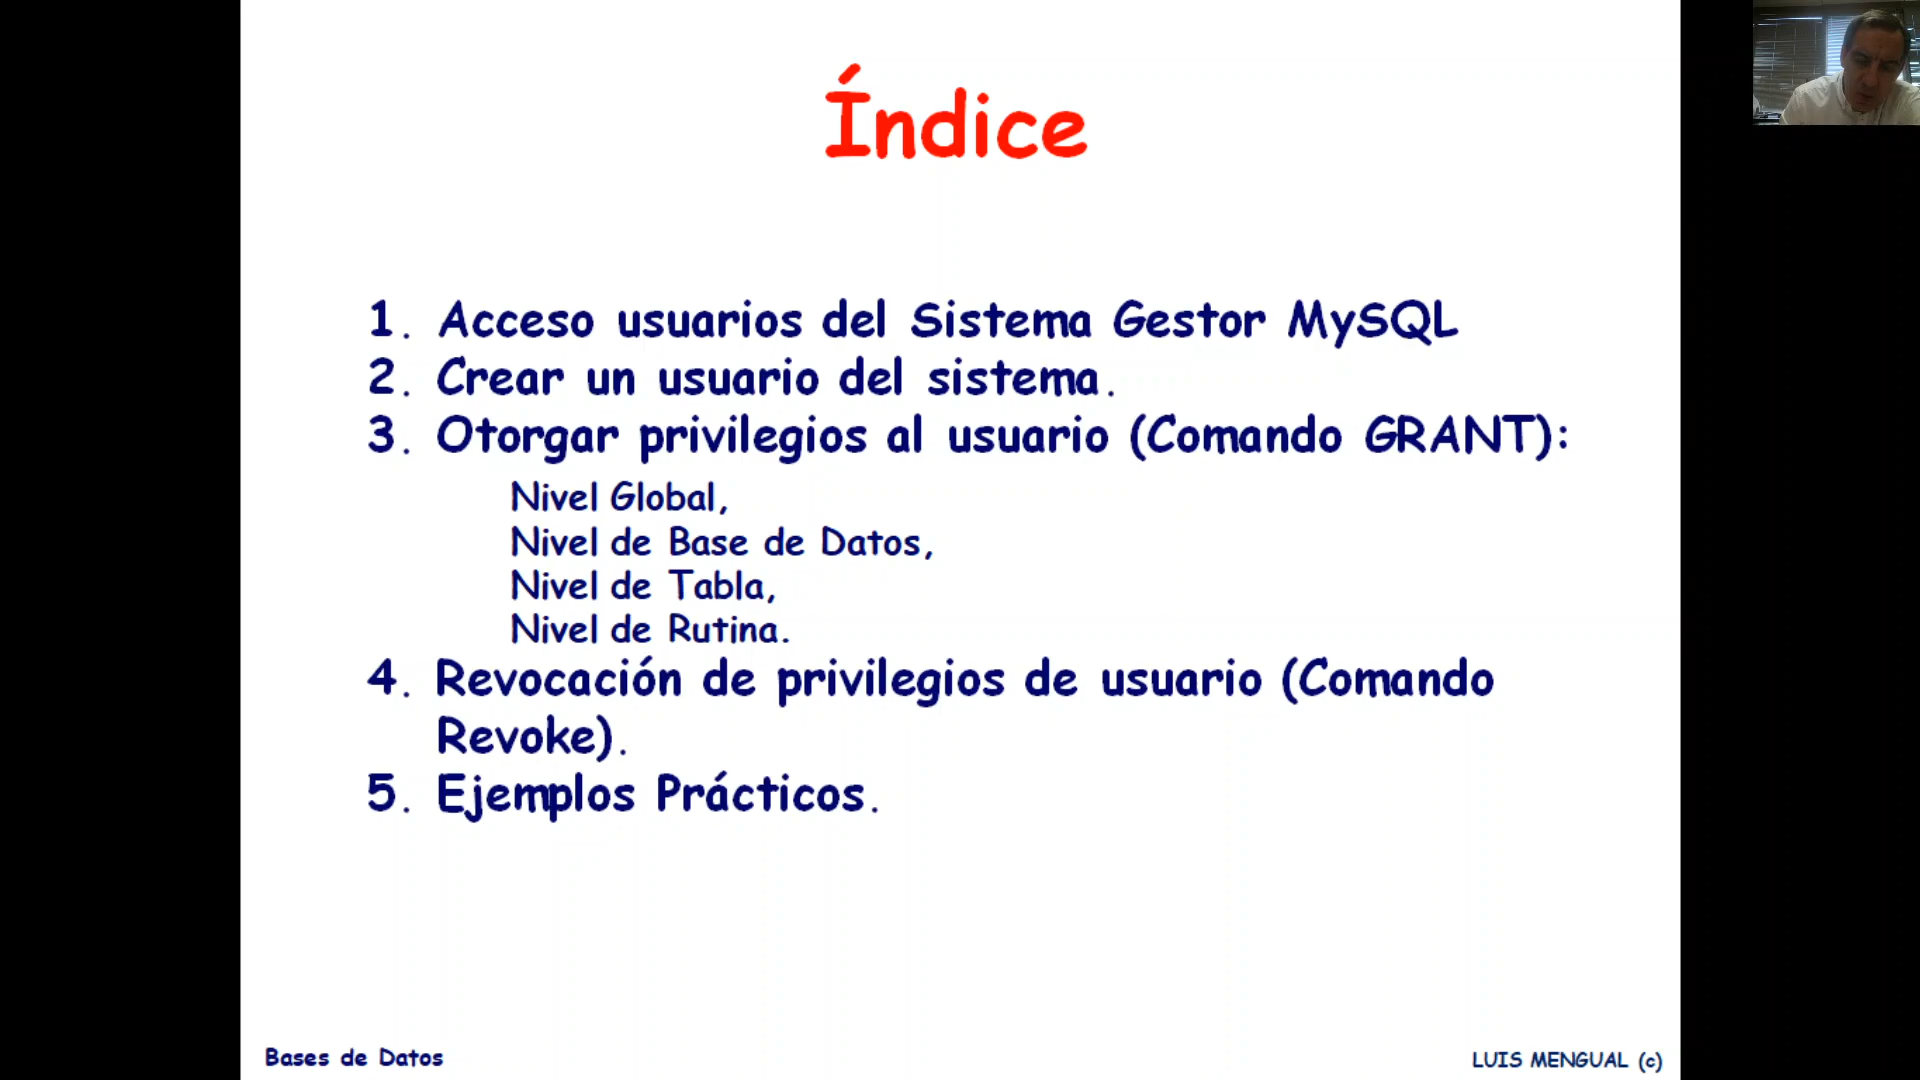 Índice
1. Acceso usuarios del Sistema Gestor MySQL
2. Crear un usuario del sistema.
3. Otorgar privilegios al usuario (Comando GRANT):
Nivel Global,
Nivel de Base de Datos,
Nivel de Tabla,
Nivel de Rutina.
4. Revocación de privilegios de usuario (Comando
Revoke).
5. Ejemplos Prácticos.
Bases de Datos
LUIS MENGUAL (c)